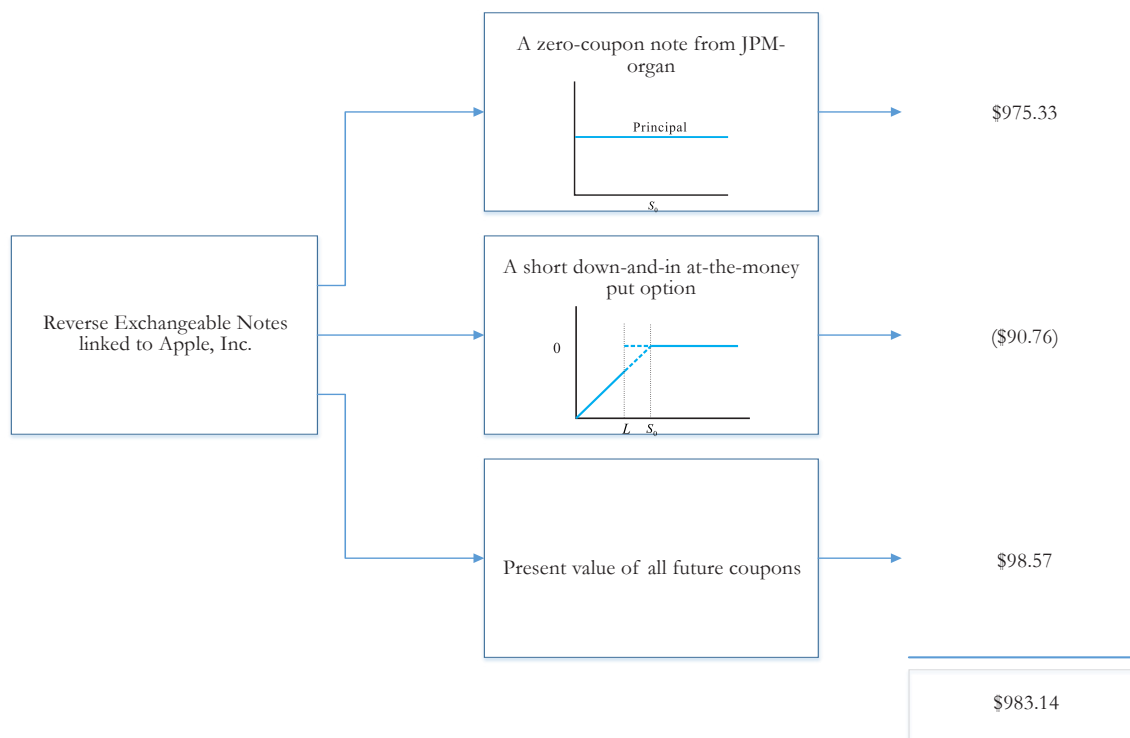 A zero-coupon note from JPM-
organ
Principal
S₀
$975.33
Reverse Exchangeable Notes
linked to Apple, Inc.
A short down-and-in at-the-money
put option
0
L S₀
($90.76)
Present value of all future coupons
$98.57
$983.14